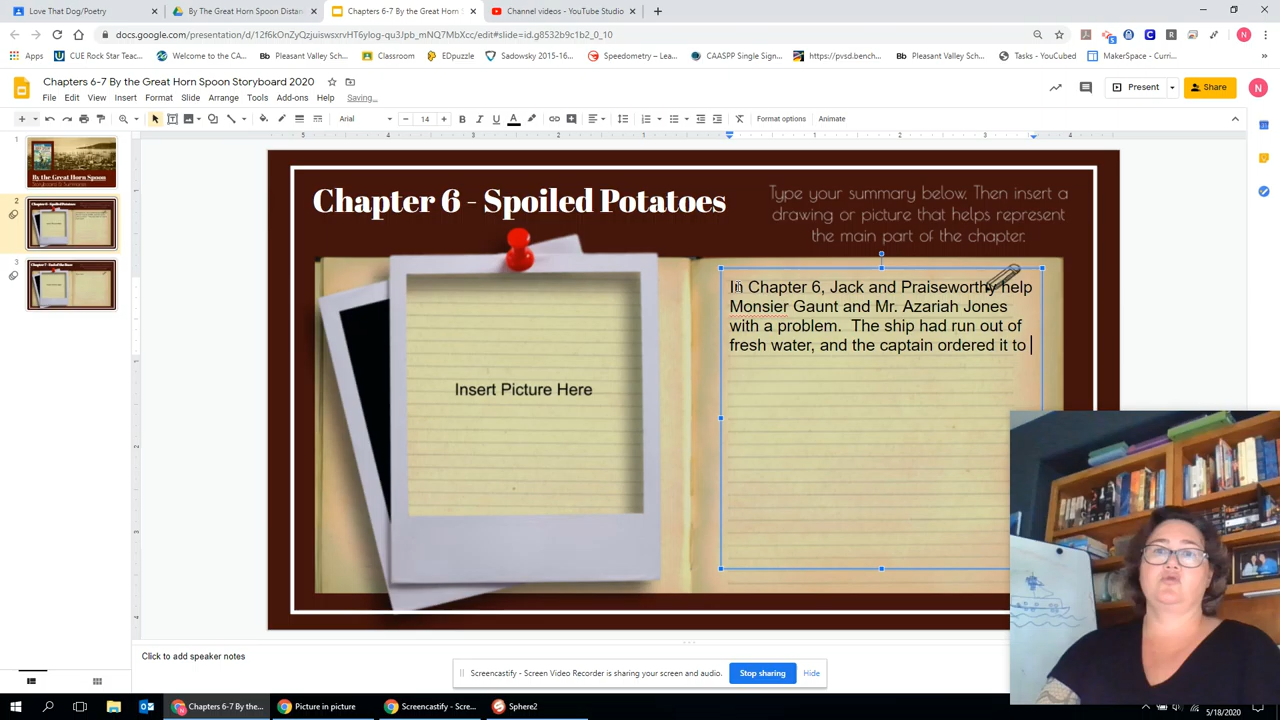 Love That Dog/Poetry
By The Great Horn Spoon Distan
Chapters 6-7 By the Great Horn S
Channel videos - YouTube Studio
docs.google.com/presentation/d/12f6kOnZyQzjuiswsxrvHT6ylog-qu3Jpb_mNQ7MbXcc/edit#slide=id.g8532b9c1b2_0_10
N
Apps
CUE Rock Star Teac...
Welcome to the CA...
Pleasant Valley Sch...
Classroom
EDpuzzle
Sadowsky 2015-16...
Speedometry – Lea...
CAASPP Single Sign...
https://pvsd.bench...
Pleasant Valley Sch...
Tasks - YouCubed
MakerSpace - Curri...
Chapters 6-7 By the Great Horn Spoon Storyboard 2020
File Edit View Insert Format Slide Arrange Tools Add-ons Help Saving...
Present
Share
N
Arial
14
Format options
Animate
1
By the Great Horn Spoon
Storyboard & Summaries
2
3
Chapter 6 - Spoiled Potatoes
Type your summary below. Then insert a
drawing or picture that helps represent
the main part of the chapter.
Insert Picture Here
In Chapter 6, Jack and Praiseworthy help
Monsier Gaunt and Mr. Azariah Jones
with a problem.  The ship had run out of
fresh water, and the captain ordered it to
Click to add speaker notes
Screencastify - Screen Video Recorder is sharing your screen and audio.
Stop sharing
Hide
Chapters 6-7 By the...
Picture in picture
Screencastify - Scre...
Sphere2
5/18/2020